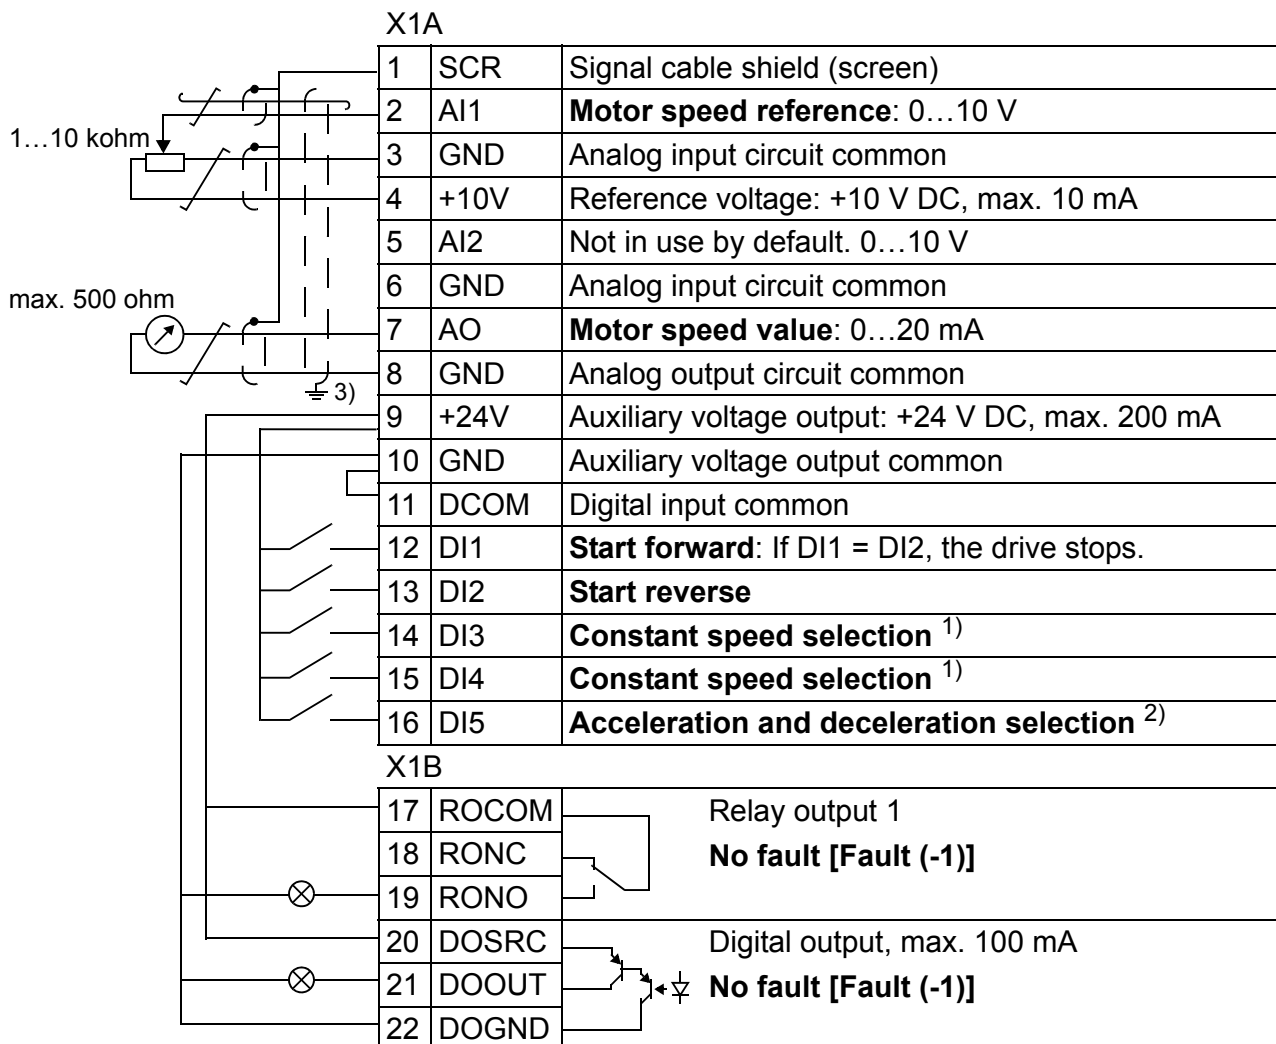 X1A
1 SCR Signal cable shield (screen)
2 AI1 Motor speed reference: 0…10 V
1…10 kohm
3 GND Analog input circuit common
4 +10V Reference voltage: +10 V DC, max. 10 mA
5 AI2 Not in use by default. 0…10 V
6 GND Analog input circuit common
max. 500 ohm
7 AO Motor speed value: 0…20 mA
8 GND Analog output circuit common
3)
9 +24V Auxiliary voltage output: +24 V DC, max. 200 mA
10 GND Auxiliary voltage output common
11 DCOM Digital input common
12 DI1 Start forward: If DI1 = DI2, the drive stops.
13 DI2 Start reverse
14 DI3 Constant speed selection 1)
15 DI4 Constant speed selection 1)
16 DI5 Acceleration and deceleration selection 2)
X1B
17 ROCOM Relay output 1
18 RONC No fault [Fault (-1)]
19 RONO
20 DOSRC Digital output, max. 100 mA
21 DOOUT No fault [Fault (-1)]
22 DOGND